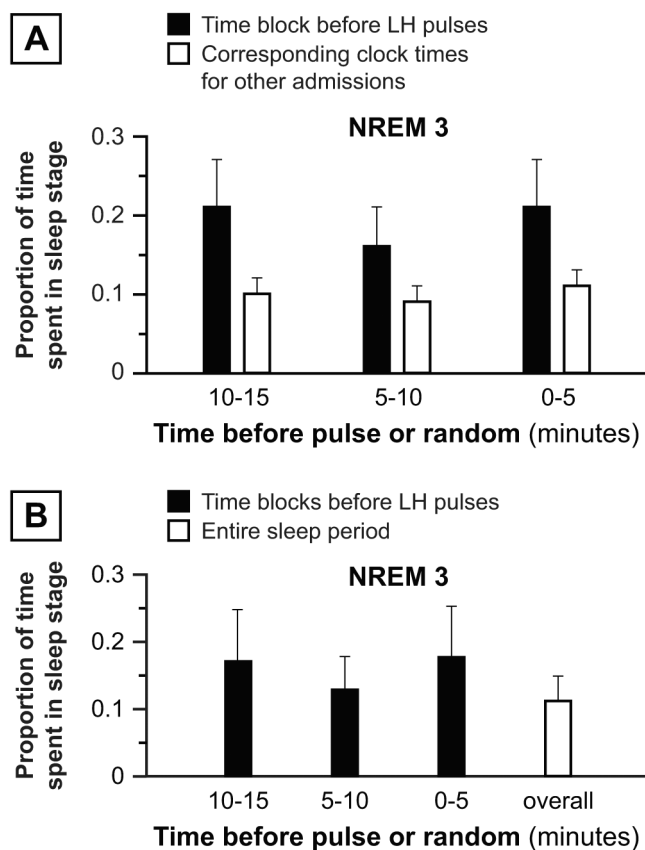 A
Time block before LH pulses
Corresponding clock times
for other admissions
NREM 3
Proportion of time
spent in sleep stage
0.3
0.2
0.1
0
10-15 5-10 0-5
Time before pulse or random (minutes)
B
Time blocks before LH pulses
Entire sleep period
NREM 3
Proportion of time
spent in sleep stage
0.3
0.2
0.1
0
10-15 5-10 0-5 overall
Time before pulse or random (minutes)